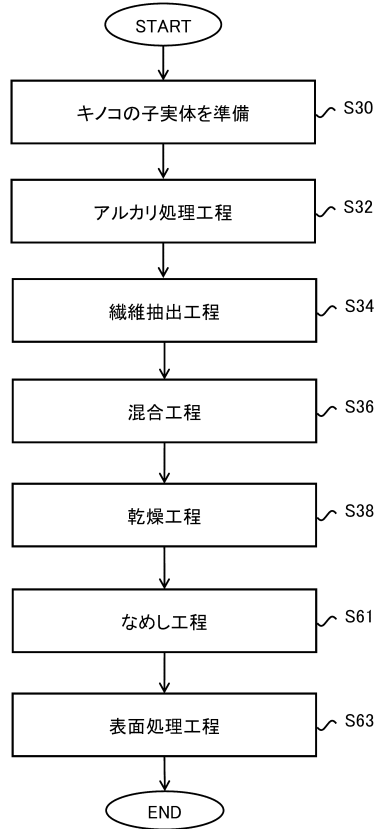 START
キノコの子実体を準備 S30
アルカリ処理工程 S32
繊維抽出工程 S34
混合工程 S36
乾燥工程 S38
なめし工程 S61
表面処理工程 S63
END